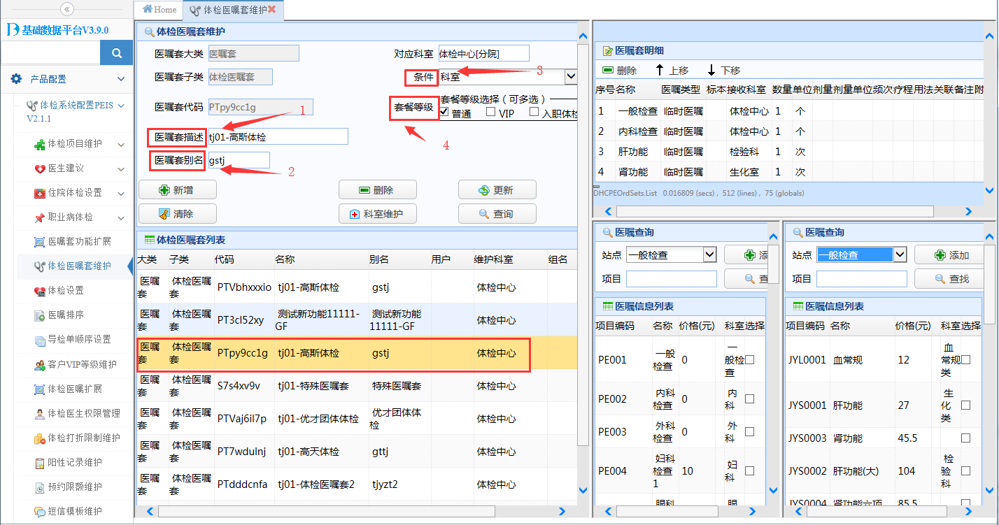 Home
体检医嘱套维护
基础数据平台V3.9.0
产品配置
体检系统配置PEIS
V2.1.1
体检项目维护
医生建议
住院体检设置
职业病体检
医嘱套功能扩展
体检医嘱套维护
体检设置
医嘱排序
导检单顺序设置
客户VIP等级维护
体检医嘱扩展
体检医生权限管理
体检打折限制维护
阳性记录维护
预约限额维护
短信模板维护
体检医嘱套维护
医嘱套大类 医嘱套 对应科室 体检中心[分院]
医嘱套子类 体检医嘱套 条件 科室 3
医嘱套代码 PTpy9cc1g 套餐等级 套餐等级选择（可多选）
普通 VIP 入职体检
1
医嘱套描述 tj01-高斯体检 4
医嘱套别名 gstj 2
新增 删除 更新
清除 科室维护 查询
体检医嘱套列表
大类 子类 代码 名称 别名 用户 维护科室 组名
医嘱套 体检医嘱套 PTVbhxxxio tj01-高斯体检 gstj 体检中心
医嘱套 体检医嘱套 PT3cl52xy 测试新功能11111-GF 测试新功能11111-GF 体检中心
医嘱套 体检医嘱套 PTpy9cc1g tj01-高斯体检 gstj 体检中心
医嘱套 体检医嘱套 S7s4xv9v tj01-特殊医嘱套 特殊医嘱套 体检中心
医嘱套 体检医嘱套 PTVaj6il7p tj01-优才团体体检 优才团体体检 体检中心
医嘱套 体检医嘱套 PT7wdulnj tj01-高天体检 gttj 体检中心
医嘱套 体检医嘱套 PTdddcnfa tj01-体检医嘱套2 tjyzt2 体检中心
医嘱套明细
删除 上移 下移
序号 名称 医嘱类型 标本 接收科室 数量 单位 剂量 剂量单位 频次 疗程 用法 关联 备注 附
1 一般检查 临时医嘱 体检中心 1 个
2 内科检查 临时医嘱 体检中心 1 个
3 肝功能 临时医嘱 检验科 1 次
4 肾功能 临时医嘱 生化室 1 次
DHCPEOrdSets.List 0.016809 (secs) , 512 (lines) , 75 (globals)
医嘱查询
站点 一般检查 添
项目 查
医嘱信息列表
项目编码 名称 价格(元) 科室 选择
PE001 一般检查 0 一般检查
PE002 内科检查 0 内科
PE003 外科检查 0 外科
PE004 妇科检查1 10 妇科
眼科 眼
医嘱查询
站点 一般检查 添加
项目 查找
医嘱信息列表
项目编码 名称 价格(元) 科室 选择
JYL0001 血常规 12 血常规类
JYS0001 肝功能 27 生化类
JYS0003 肾功能 45.5
JYS0002 肝功能(大) 104 检验科
JYS0004 肾功能六项 85.5